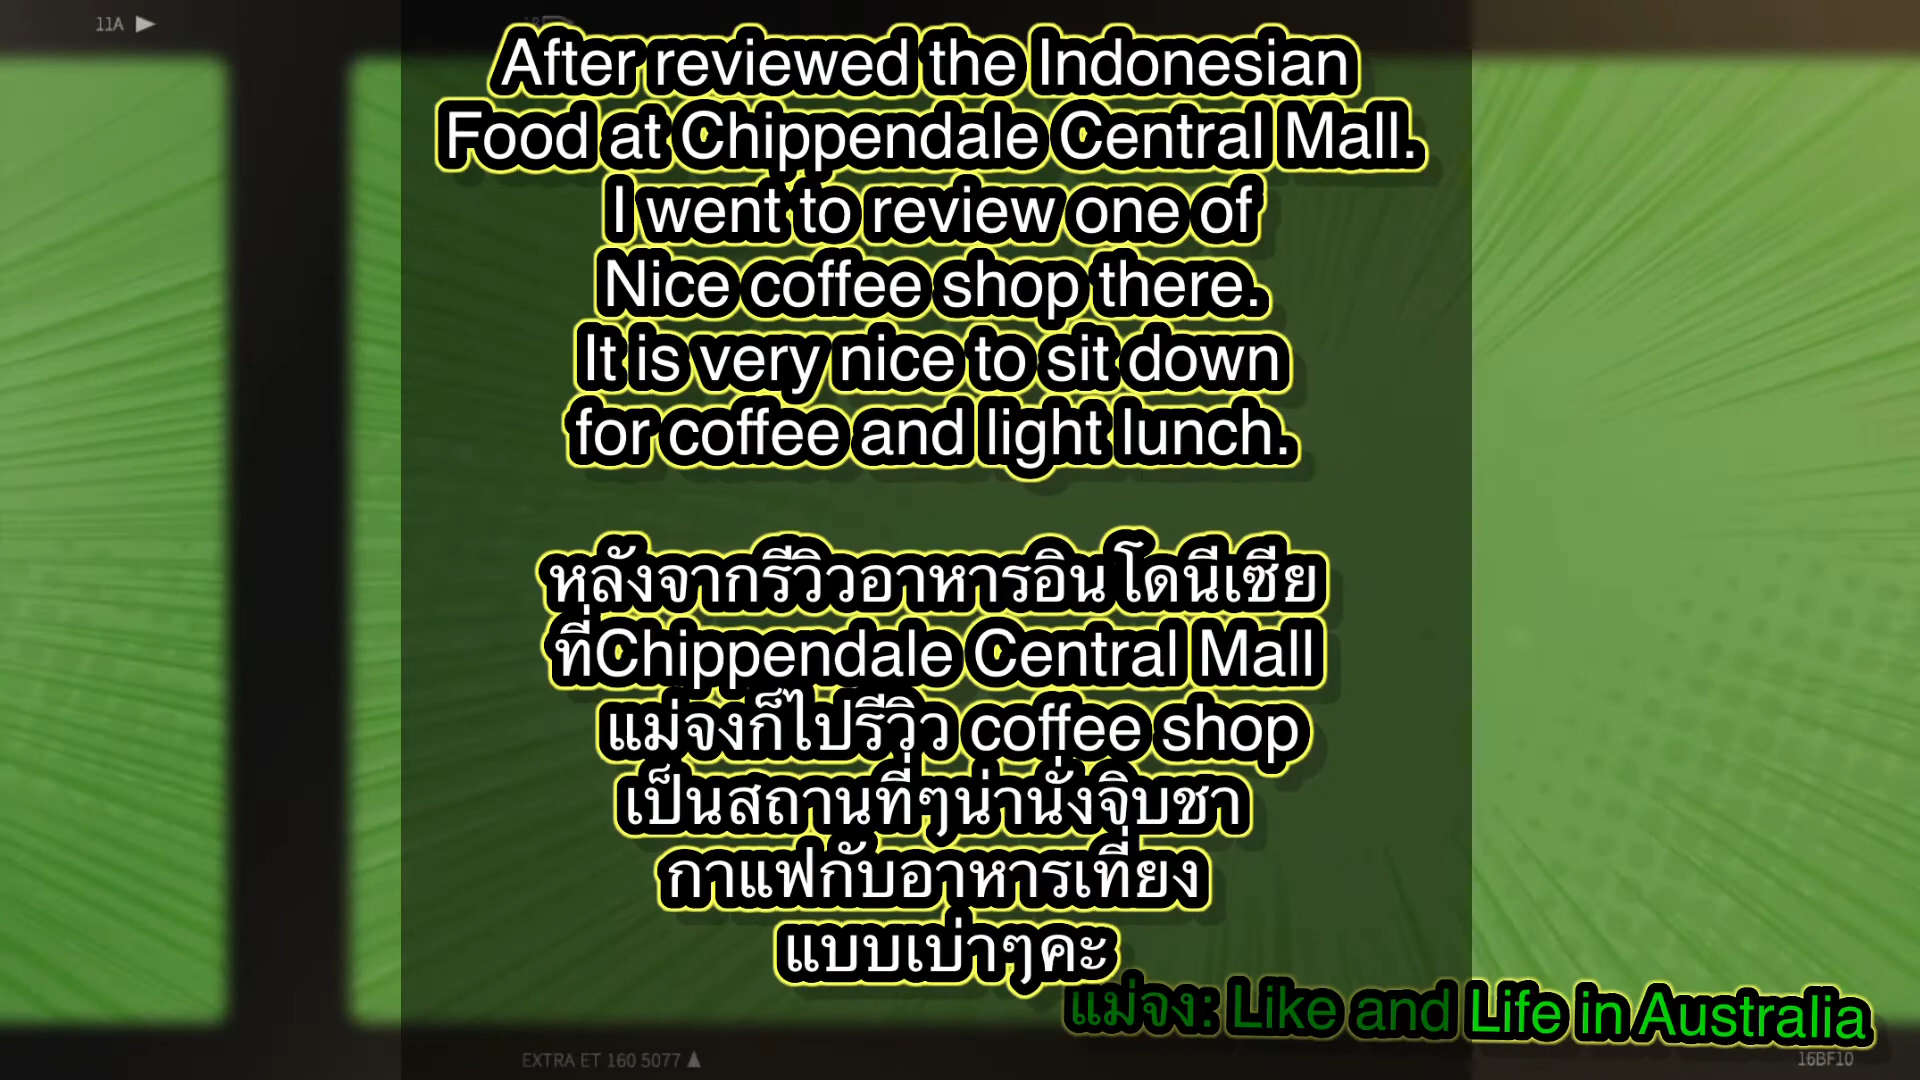 11A
After reviewed the Indonesian
Food at Chippendale Central Mall.
I went to review one of
Nice coffee shop there.
It is very nice to sit down
for coffee and light lunch.
หลังจากรีวิวอาหารอินโดนีเซีย
ที่Chippendale Central Mall
แม่จงก็ไปรีวิว coffee shop
เป็นสถานที่ๆน่านั่งจิบชา
กาแฟกับอาหารเที่ยง
แบบเบ่าๆคะ
แม่จง: Like and Life in Australia
EXTRA ET 160 5077
16BF10